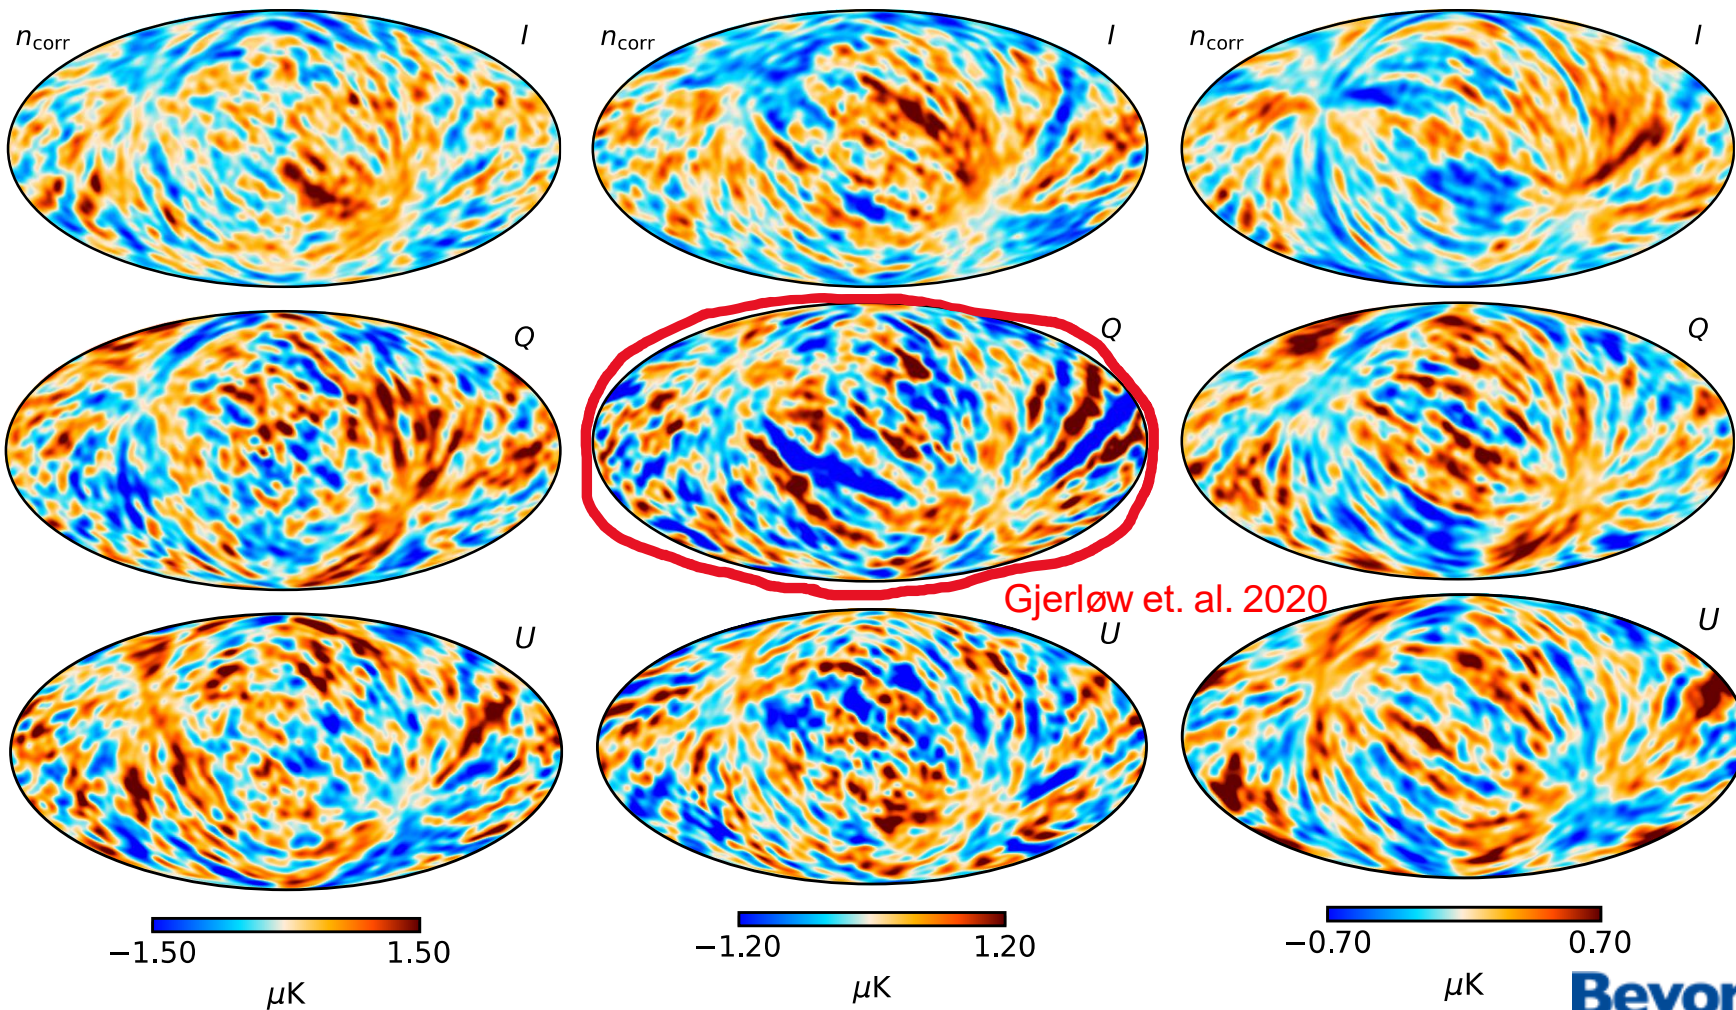 n_corr I n_corr I n_corr I
Q Q Q
Gjerløw et. al. 2020
U U U
−1.50 1.50 −1.20 1.20 −0.70 0.70
μK μK μK
Beyon